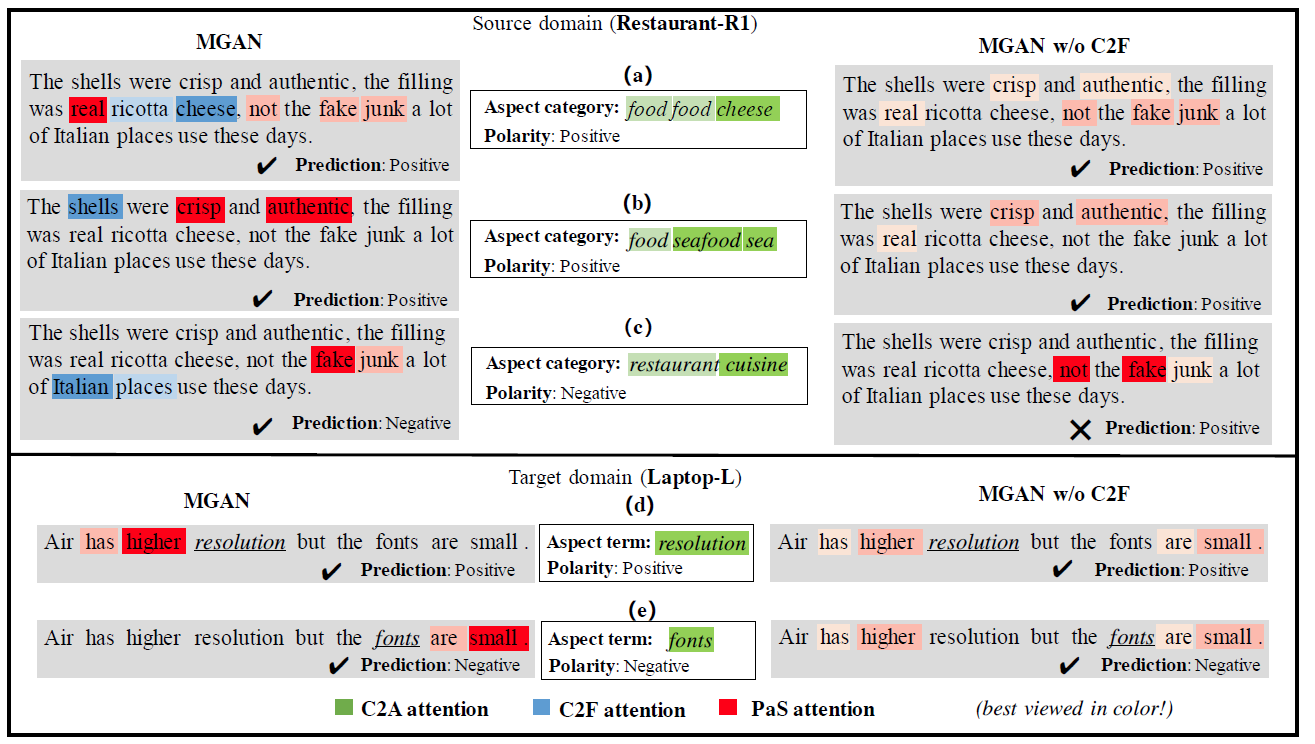 Source domain (Restaurant-R1)
MGAN
MGAN w/o C2F
The shells were crisp and authentic, the filling
was real ricotta cheese, not the fake junk a lot
of Italian places use these days.
✔ Prediction: Positive
(a)
Aspect category: food food cheese
Polarity: Positive
The shells were crisp and authentic, the filling
was real ricotta cheese, not the fake junk a lot
of Italian places use these days.
✔ Prediction: Positive
The shells were crisp and authentic, the filling
was real ricotta cheese, not the fake junk a lot
of Italian places use these days.
✔ Prediction: Positive
(b)
Aspect category: food seafood sea
Polarity: Positive
The shells were crisp and authentic, the filling
was real ricotta cheese, not the fake junk a lot
of Italian places use these days.
✔ Prediction: Positive
The shells were crisp and authentic, the filling
was real ricotta cheese, not the fake junk a lot
of Italian places use these days.
✔ Prediction: Negative
(c)
Aspect category: restaurant cuisine
Polarity: Negative
The shells were crisp and authentic, the filling
was real ricotta cheese, not the fake junk a lot
of Italian places use these days.
✕ Prediction: Positive
Target domain (Laptop-L)
MGAN
MGAN w/o C2F
(d)
Air has higher resolution but the fonts are small .
✔ Prediction: Positive
Aspect term: resolution
Polarity: Positive
Air has higher resolution but the fonts are small .
✔ Prediction: Positive
(e)
Air has higher resolution but the fonts are small .
✔ Prediction: Negative
Aspect term: fonts
Polarity: Negative
Air has higher resolution but the fonts are small .
✔ Prediction: Negative
C2A attention
C2F attention
PaS attention
(best viewed in color!)